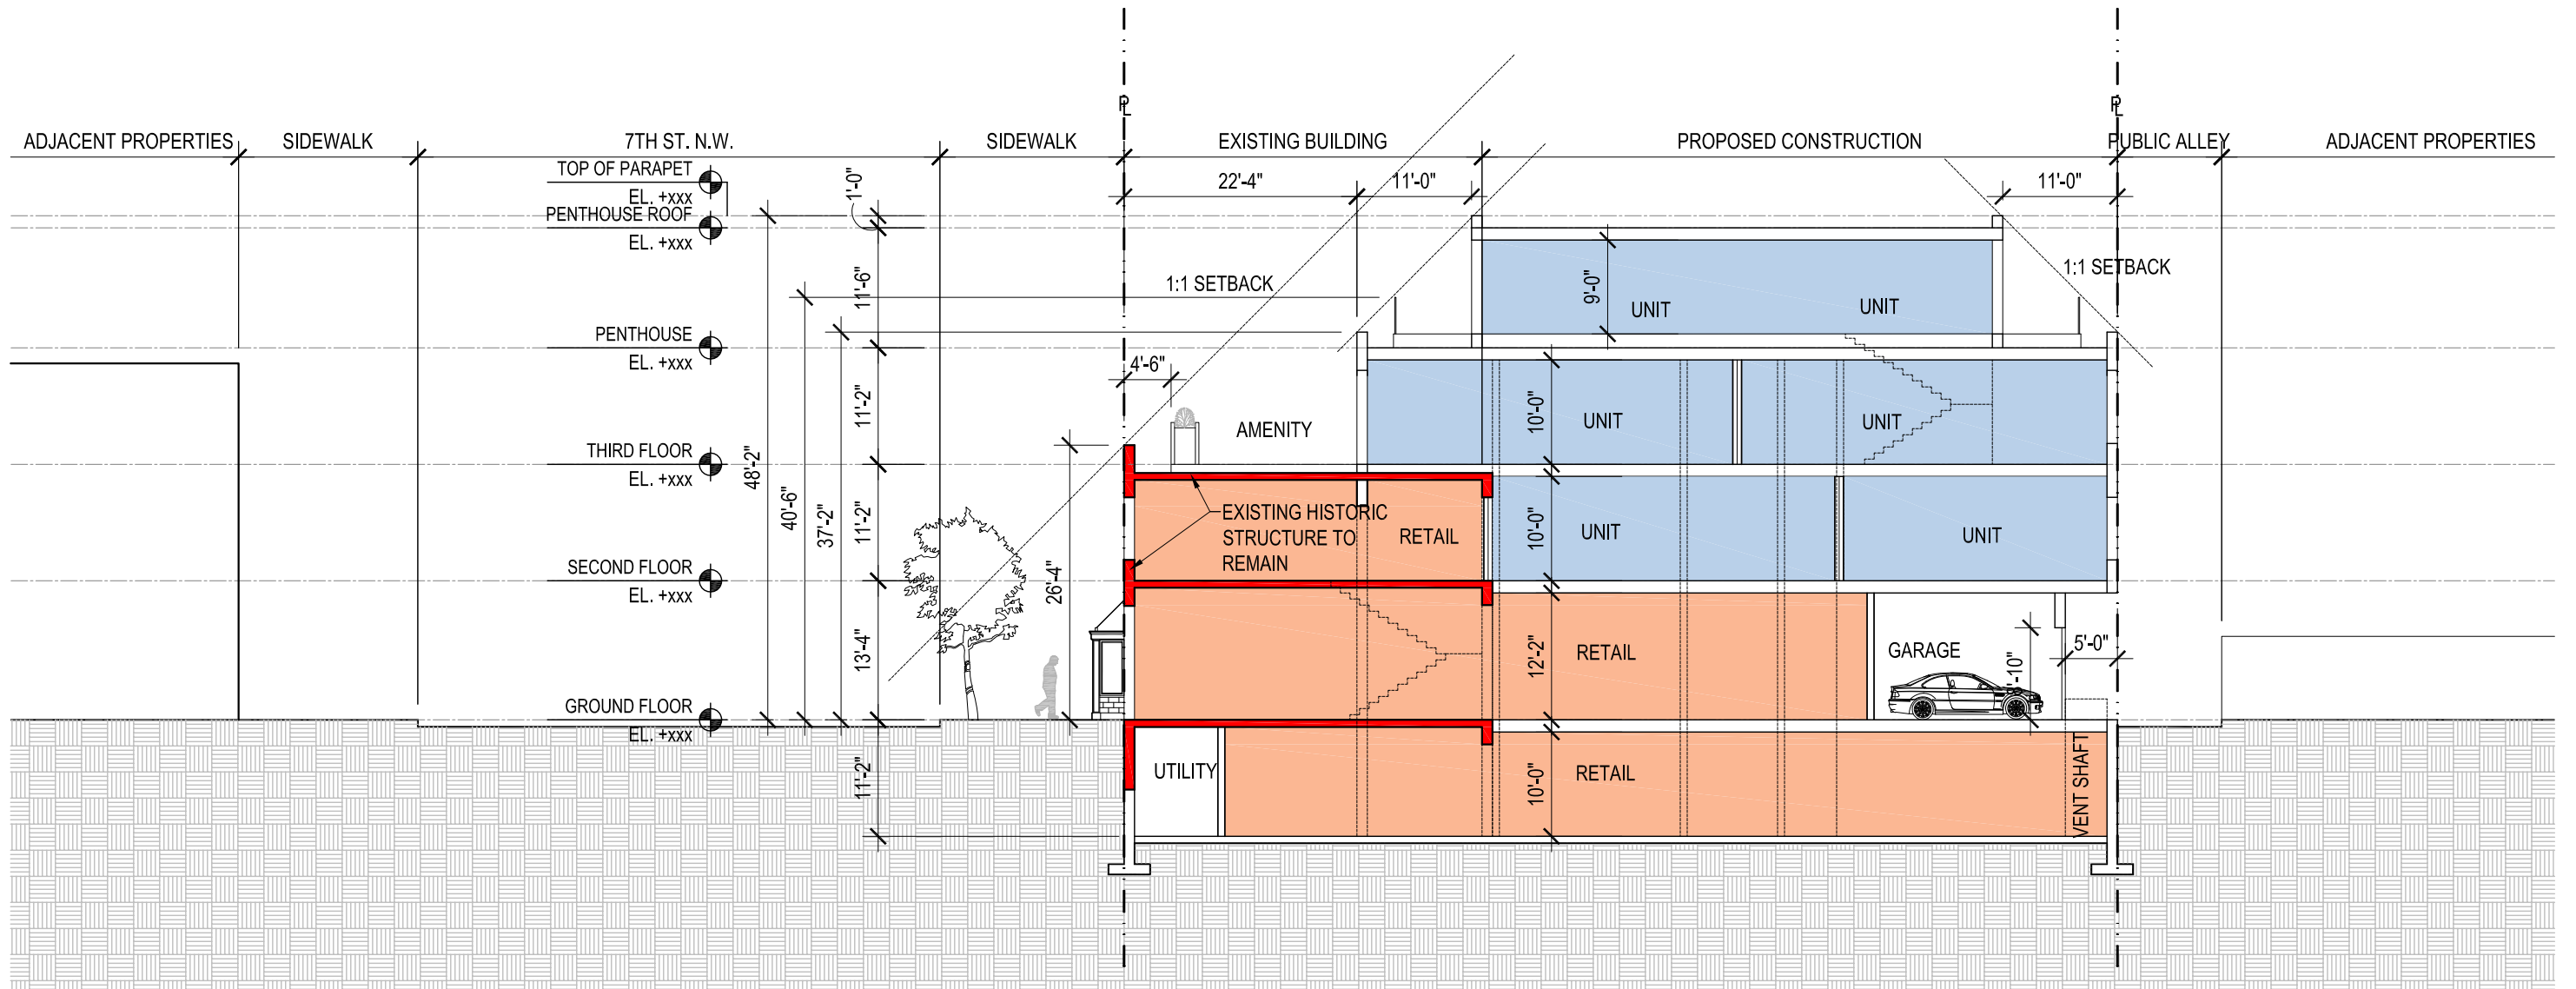 PL
PL
ADJACENT PROPERTIES
SIDEWALK
7TH ST. N.W.
SIDEWALK
EXISTING BUILDING
PROPOSED CONSTRUCTION
PUBLIC ALLEY
ADJACENT PROPERTIES
TOP OF PARAPET
EL. +xxx
1'-0"
22'-4"
11'-0"
11'-0"
PENTHOUSE ROOF
EL. +xxx
11'-6"
1:1 SETBACK
9'-0"
UNIT
UNIT
1:1 SETBACK
PENTHOUSE
EL. +xxx
4'-6"
11'-2"
AMENITY
10'-0"
UNIT
UNIT
THIRD FLOOR
EL. +xxx
48'-2"
40'-6"
37'-2"
11'-2"
EXISTING HISTORIC
STRUCTURE TO
REMAIN
RETAIL
10'-0"
UNIT
UNIT
SECOND FLOOR
EL. +xxx
26'-4"
13'-4"
12'-2"
RETAIL
GARAGE
'-10"
5'-0"
GROUND FLOOR
EL. +xxx
11'-2"
UTILITY
10'-0"
RETAIL
VENT SHAFT